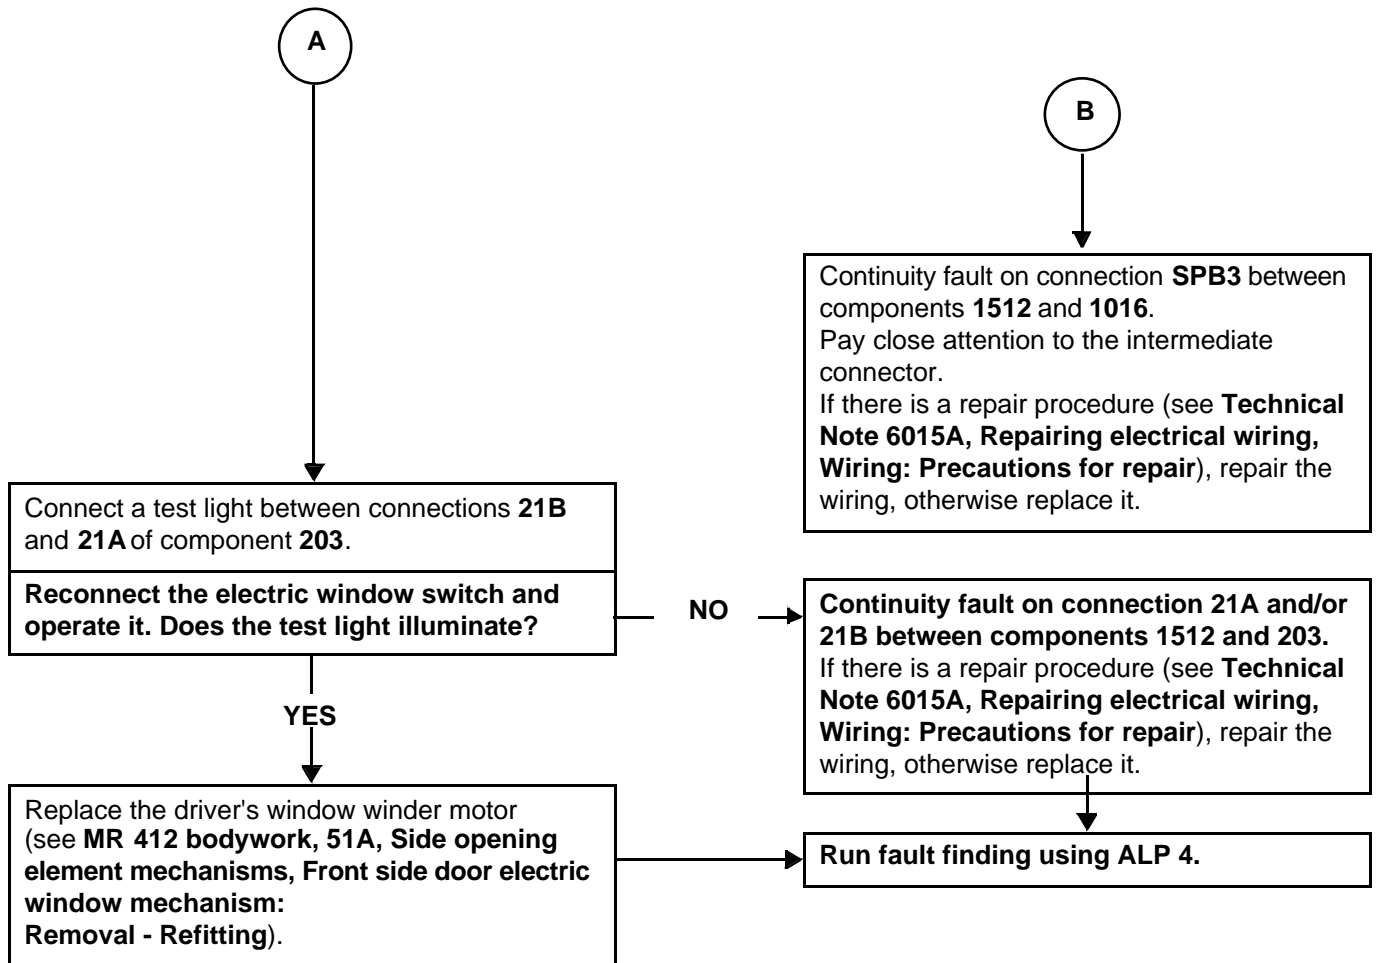 A
B
Continuity fault on connection SPB3 between
components 1512 and 1016.
Pay close attention to the intermediate
connector.
If there is a repair procedure (see Technical
Note 6015A, Repairing electrical wiring,
Wiring: Precautions for repair), repair the
wiring, otherwise replace it.
Connect a test light between connections 21B
and 21A of component 203.
Reconnect the electric window switch and
operate it. Does the test light illuminate?
NO
Continuity fault on connection 21A and/or
21B between components 1512 and 203.
If there is a repair procedure (see Technical
Note 6015A, Repairing electrical wiring,
Wiring: Precautions for repair), repair the
wiring, otherwise replace it.
YES
Replace the driver's window winder motor
(see MR 412 bodywork, 51A, Side opening
element mechanisms, Front side door electric
window mechanism:
Removal - Refitting).
Run fault finding using ALP 4.